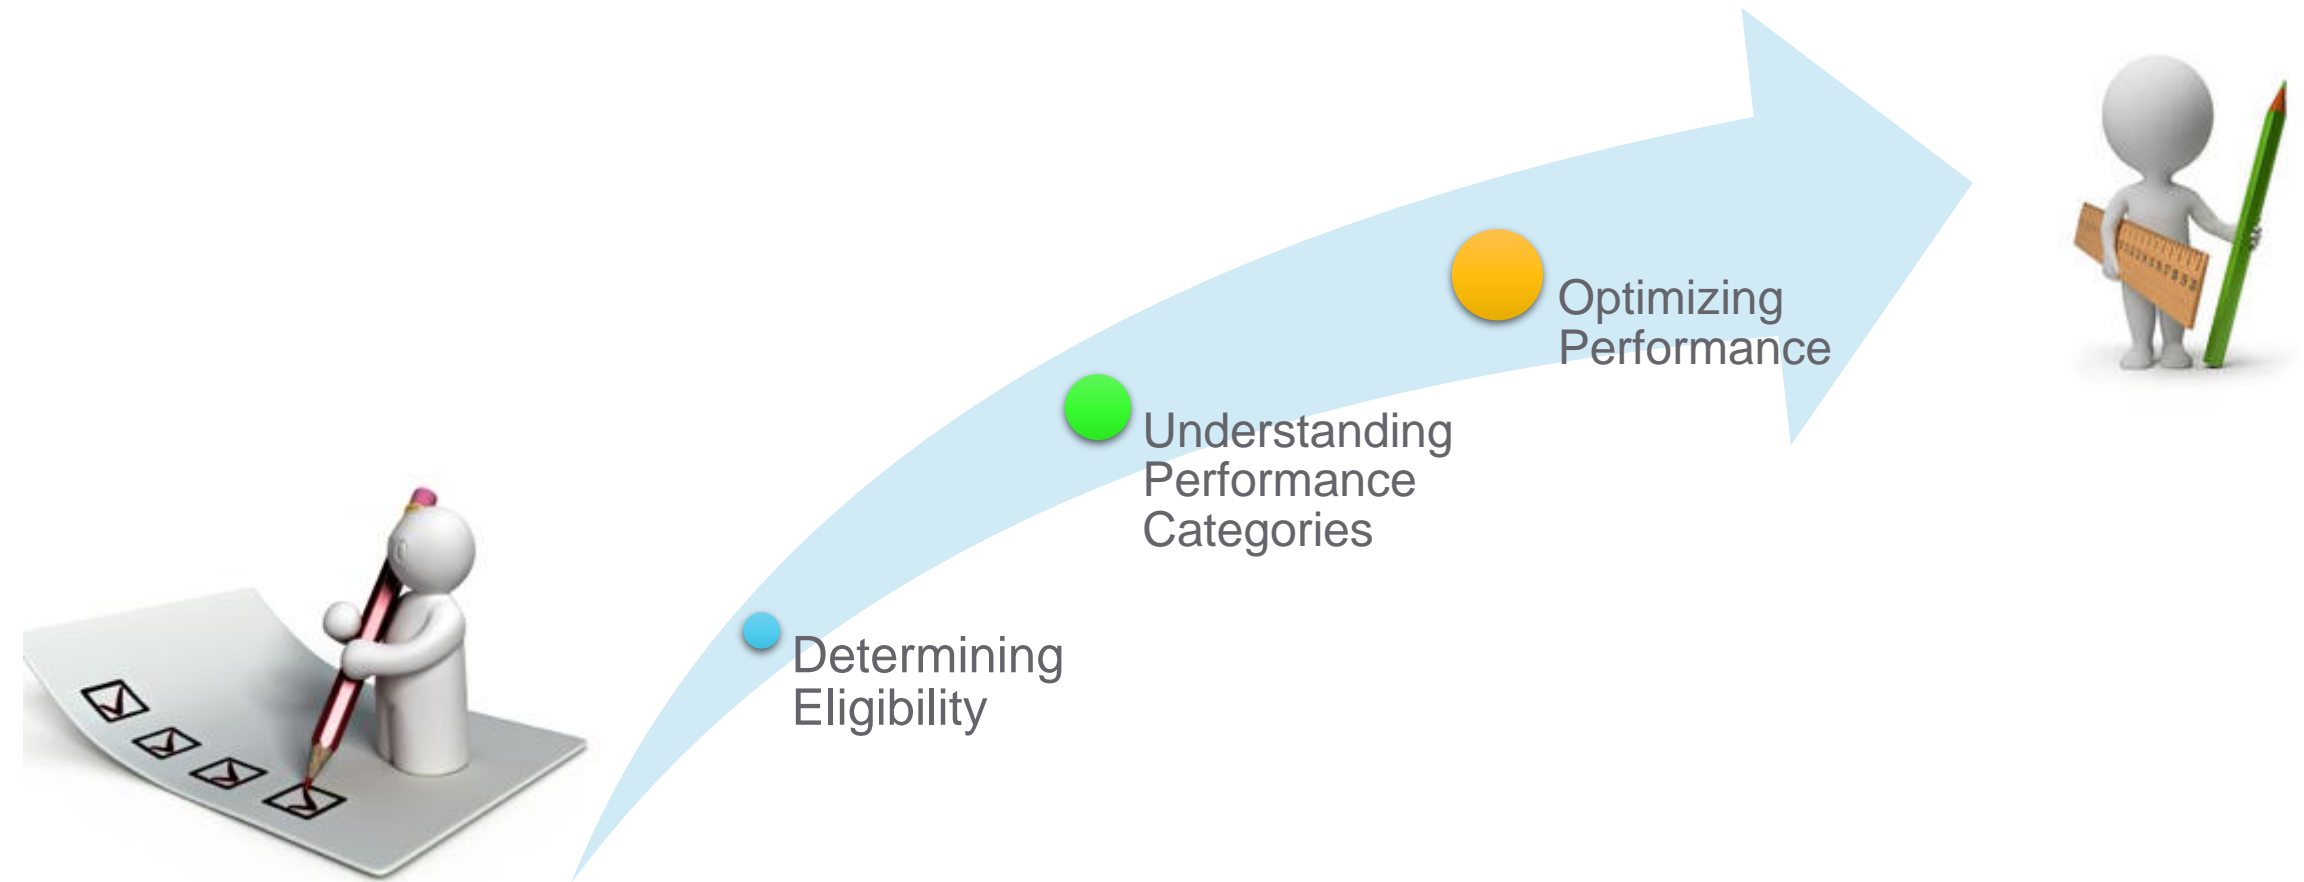 Optimizing
Performance
Understanding
Performance
Categories
Determining
Eligibility